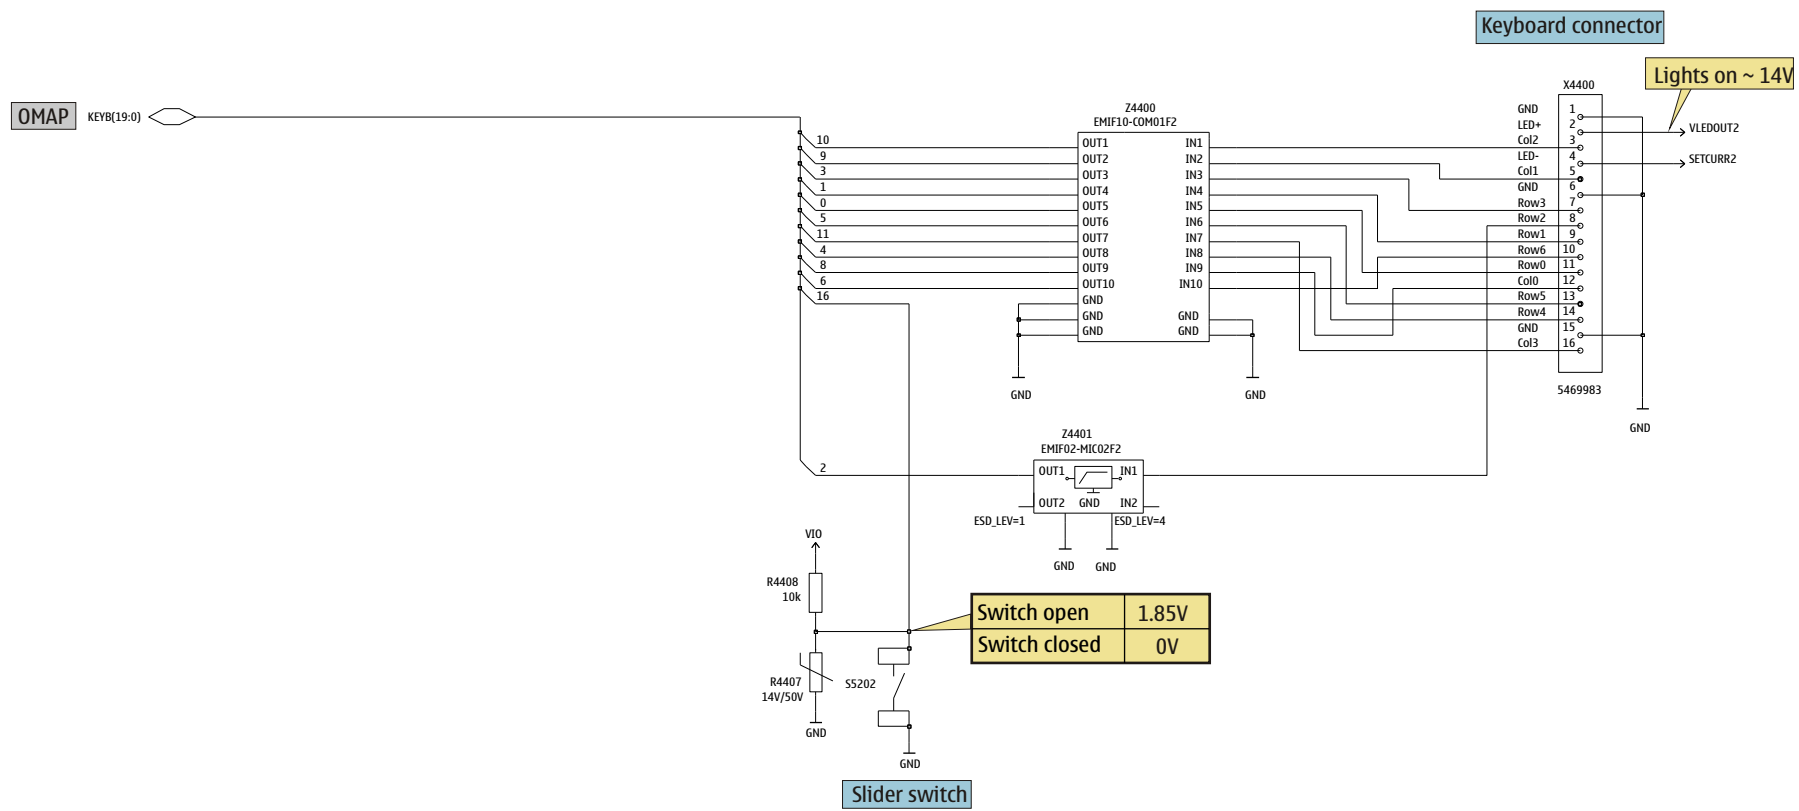 Keyboard connector
Lights on ~ 14V
OMAP
KEYB(19:0)
Z4400
EMIF10-COM01F2
X4400
10
9
3
1
0
5
11
4
8
6
16
OUT1 IN1
OUT2 IN2
OUT3 IN3
OUT4 IN4
OUT5 IN5
OUT6 IN6
OUT7 IN7
OUT8 IN8
OUT9 IN9
OUT10 IN10
GND
GND GND
GND GND
GND
GND
GND 1
LED+ 2
Col2 3
LED- 4
Col1 5
GND 6
Row3 7
Row2 8
Row1 9
Row6 10
Row0 11
Col0 12
Row5 13
Row4 14
GND 15
Col3 16
5469983
VLEDOUT2
SETCURR2
GND
Z4401
EMIF02-MIC02F2
2
OUT1 IN1
OUT2 GND IN2
ESD_LEV=1 ESD_LEV=4
GND GND
VIO
R4408
10k
Switch open 1.85V
Switch closed 0V
R4407
14V/50V
S5202
GND
GND
Slider switch